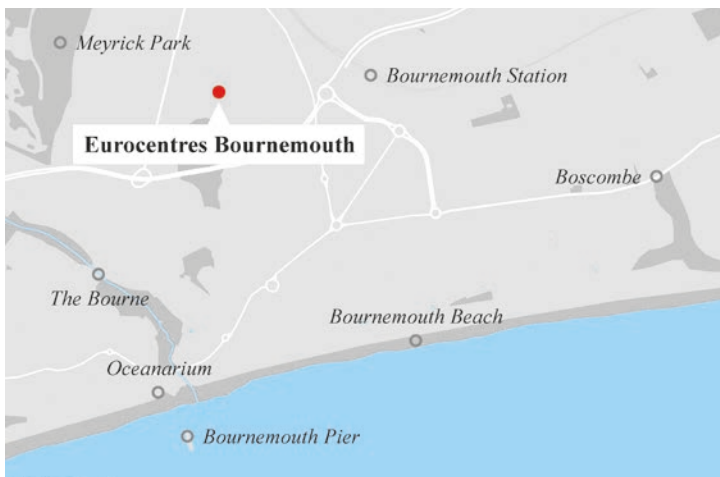 Meyrick Park
Bournemouth Station
Eurocentres Bournemouth
Boscombe
The Bourne
Bournemouth Beach
Oceanarium
Bournemouth Pier